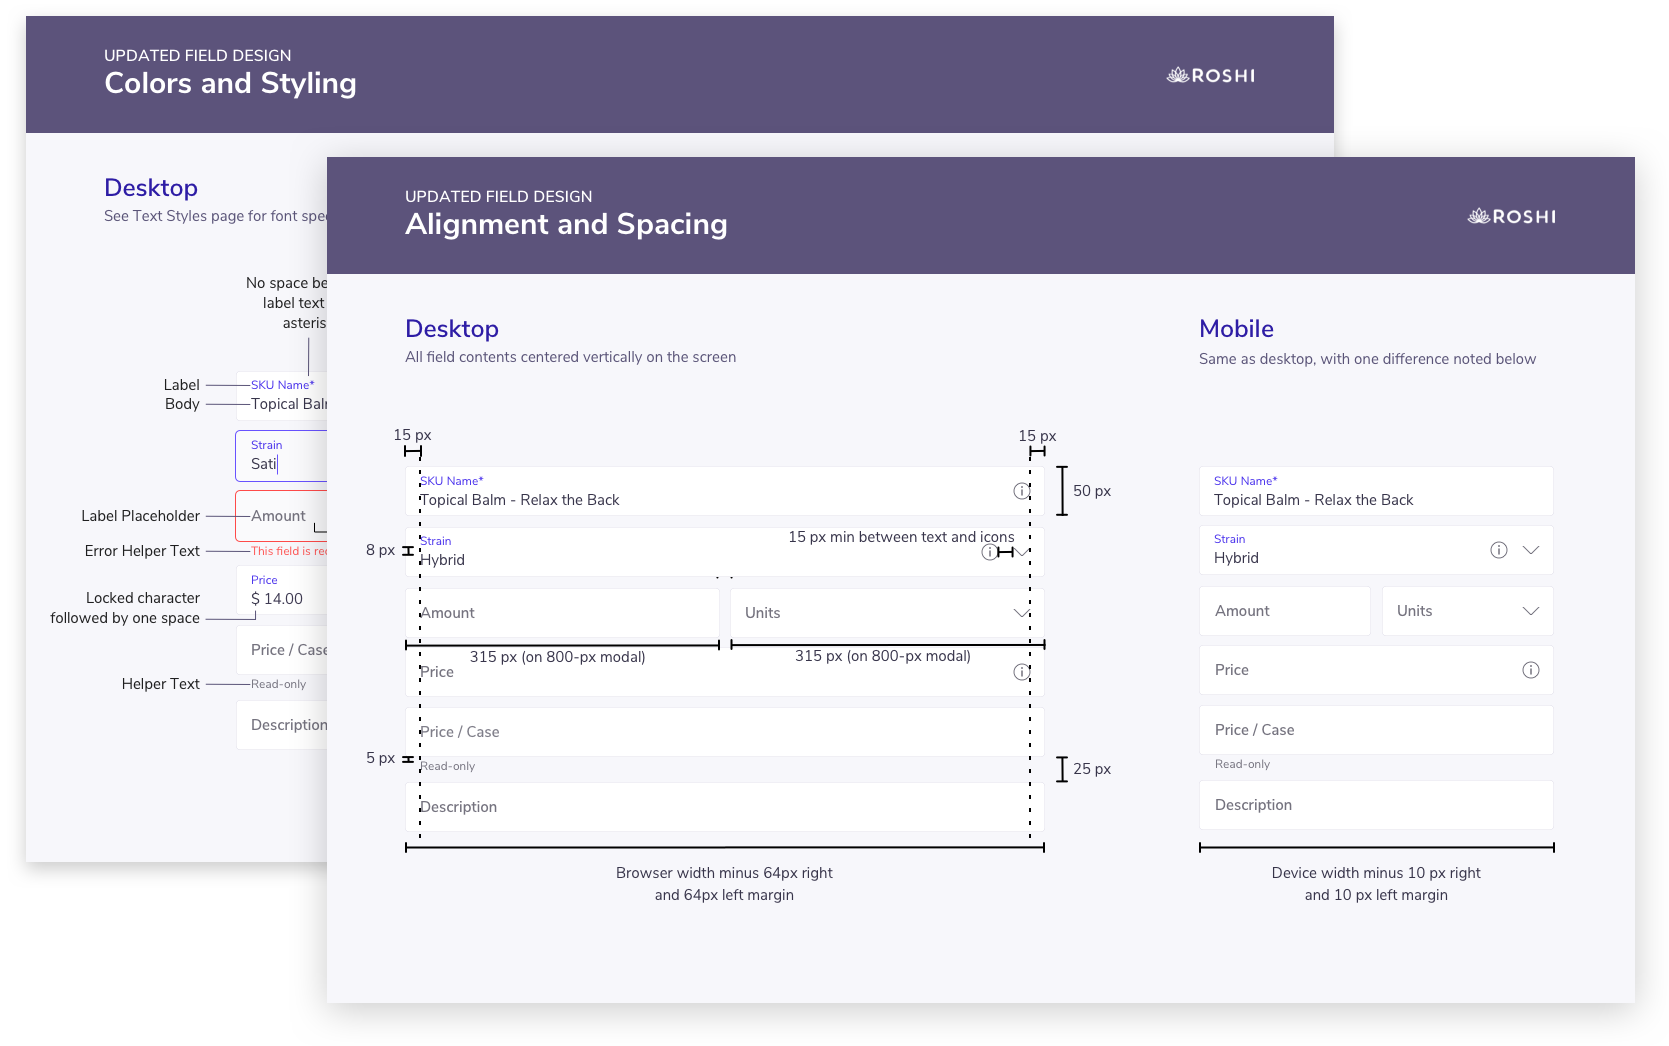 UPDATED FIELD DESIGN
Colors and Styling
ROSHI
Desktop
See Text Styles page for font
No space
label text
Label
Body
SKU Name*
Topical
Strain
Sati
Label Placeholder
Amount
Error Helper Text
This field is
Price
Locked character
followed by one space
$ 14.00
Price / Case
Helper Text
Read-only
Description
UPDATED FIELD DESIGN
Alignment and Spacing
ROSHI
Desktop
All field contents centered vertically on the screen
15 px
15 px
SKU Name*
Topical Balm - Relax the Back
50 px
8 px
Strain
Hybrid
15 px min between text and icons
Amount
Units
315 px (on 800-px modal)
315 px (on 800-px modal)
Price
Price / Case
5 px
Read-only
25 px
Description
Browser width minus 64px right
and 64px left margin
Mobile
Same as desktop, with one difference noted below
SKU Name*
Topical Balm - Relax the Back
Strain
Hybrid
Amount
Units
Price
Price / Case
Read-only
Description
Device width minus 10 px right
and 10 px left margin